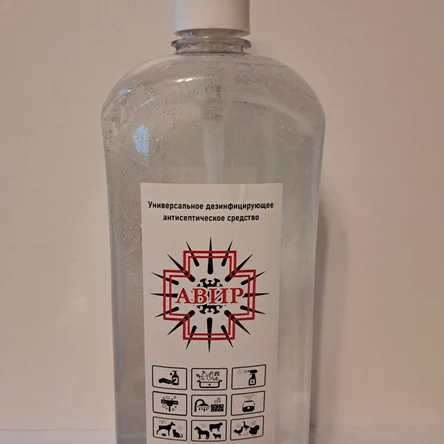 Универсальное дезинфицирующее
антисептическое средство
АВИР